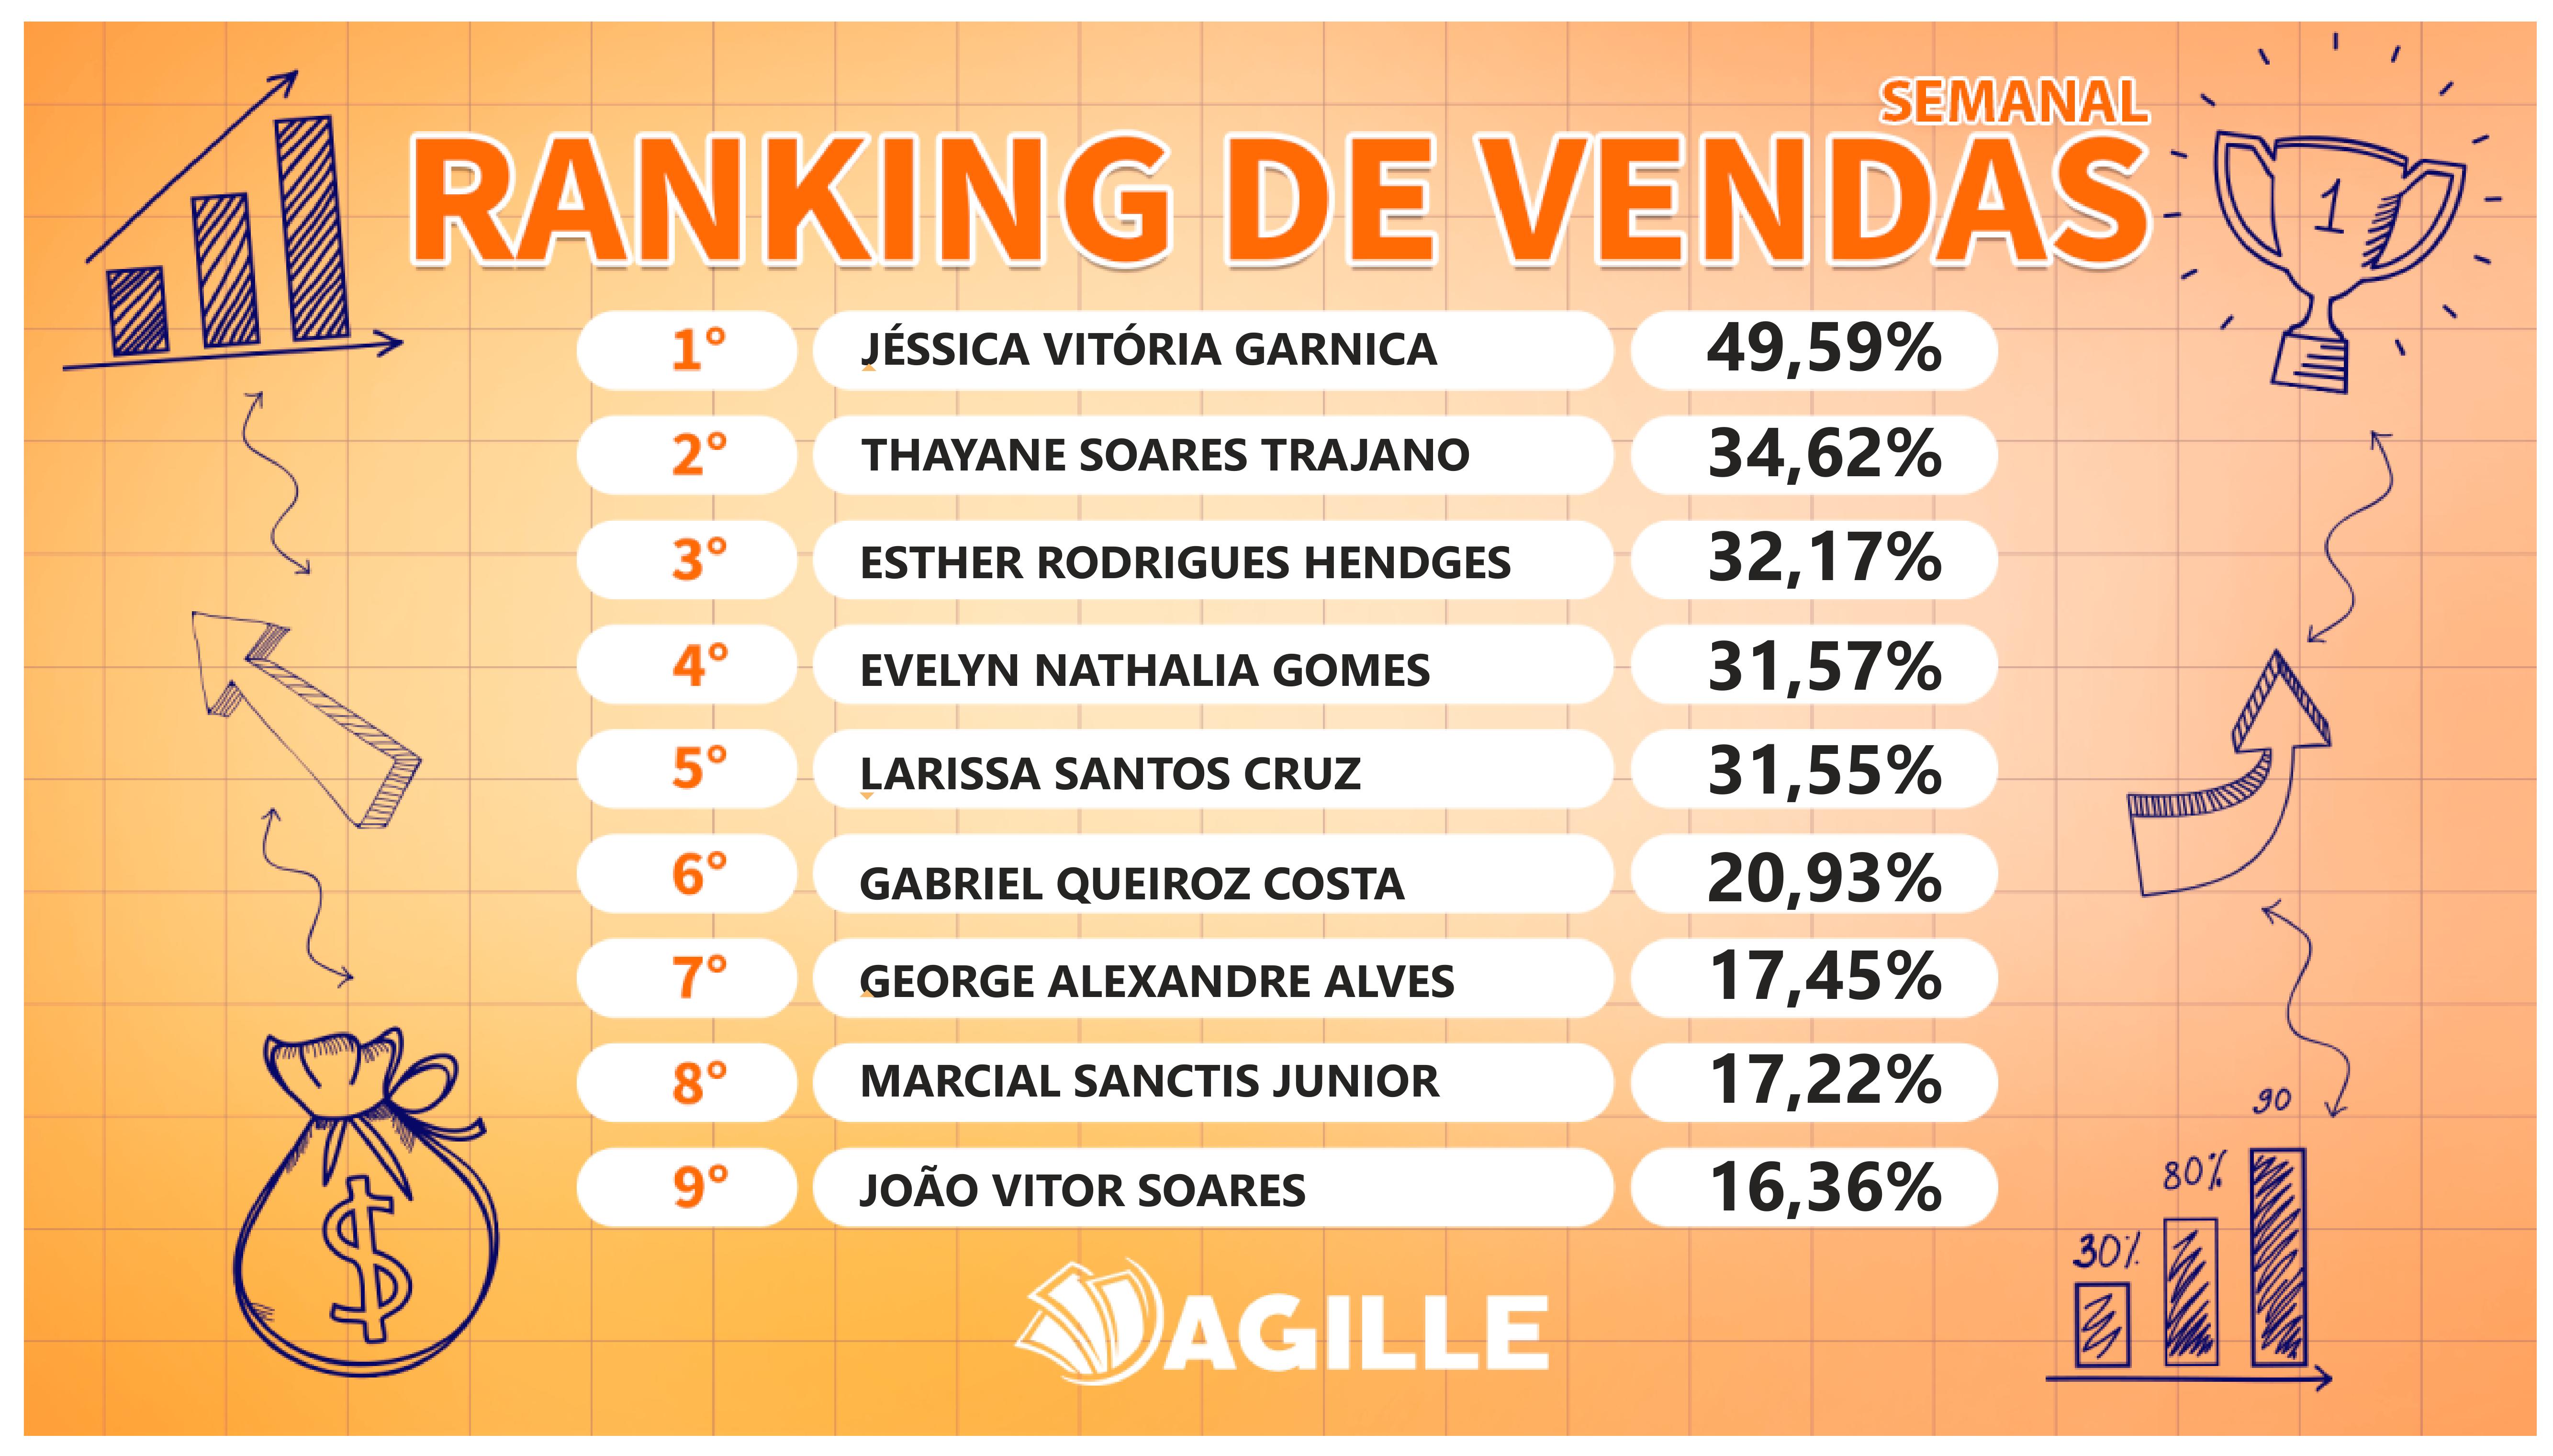 SEMANAL
RANKING DE VENDAS
1
1° JÉSSICA VITÓRIA GARNICA 49,59%
2° THAYANE SOARES TRAJANO 34,62%
3° ESTHER RODRIGUES HENDGES 32,17%
4° EVELYN NATHALIA GOMES 31,57%
5° LARISSA SANTOS CRUZ 31,55%
6° GABRIEL QUEIROZ COSTA 20,93%
7° GEORGE ALEXANDRE ALVES 17,45%
8° MARCIAL SANCTIS JUNIOR 17,22%
9° JOÃO VITOR SOARES 16,36%
$
90
80%
30%
AGILLE